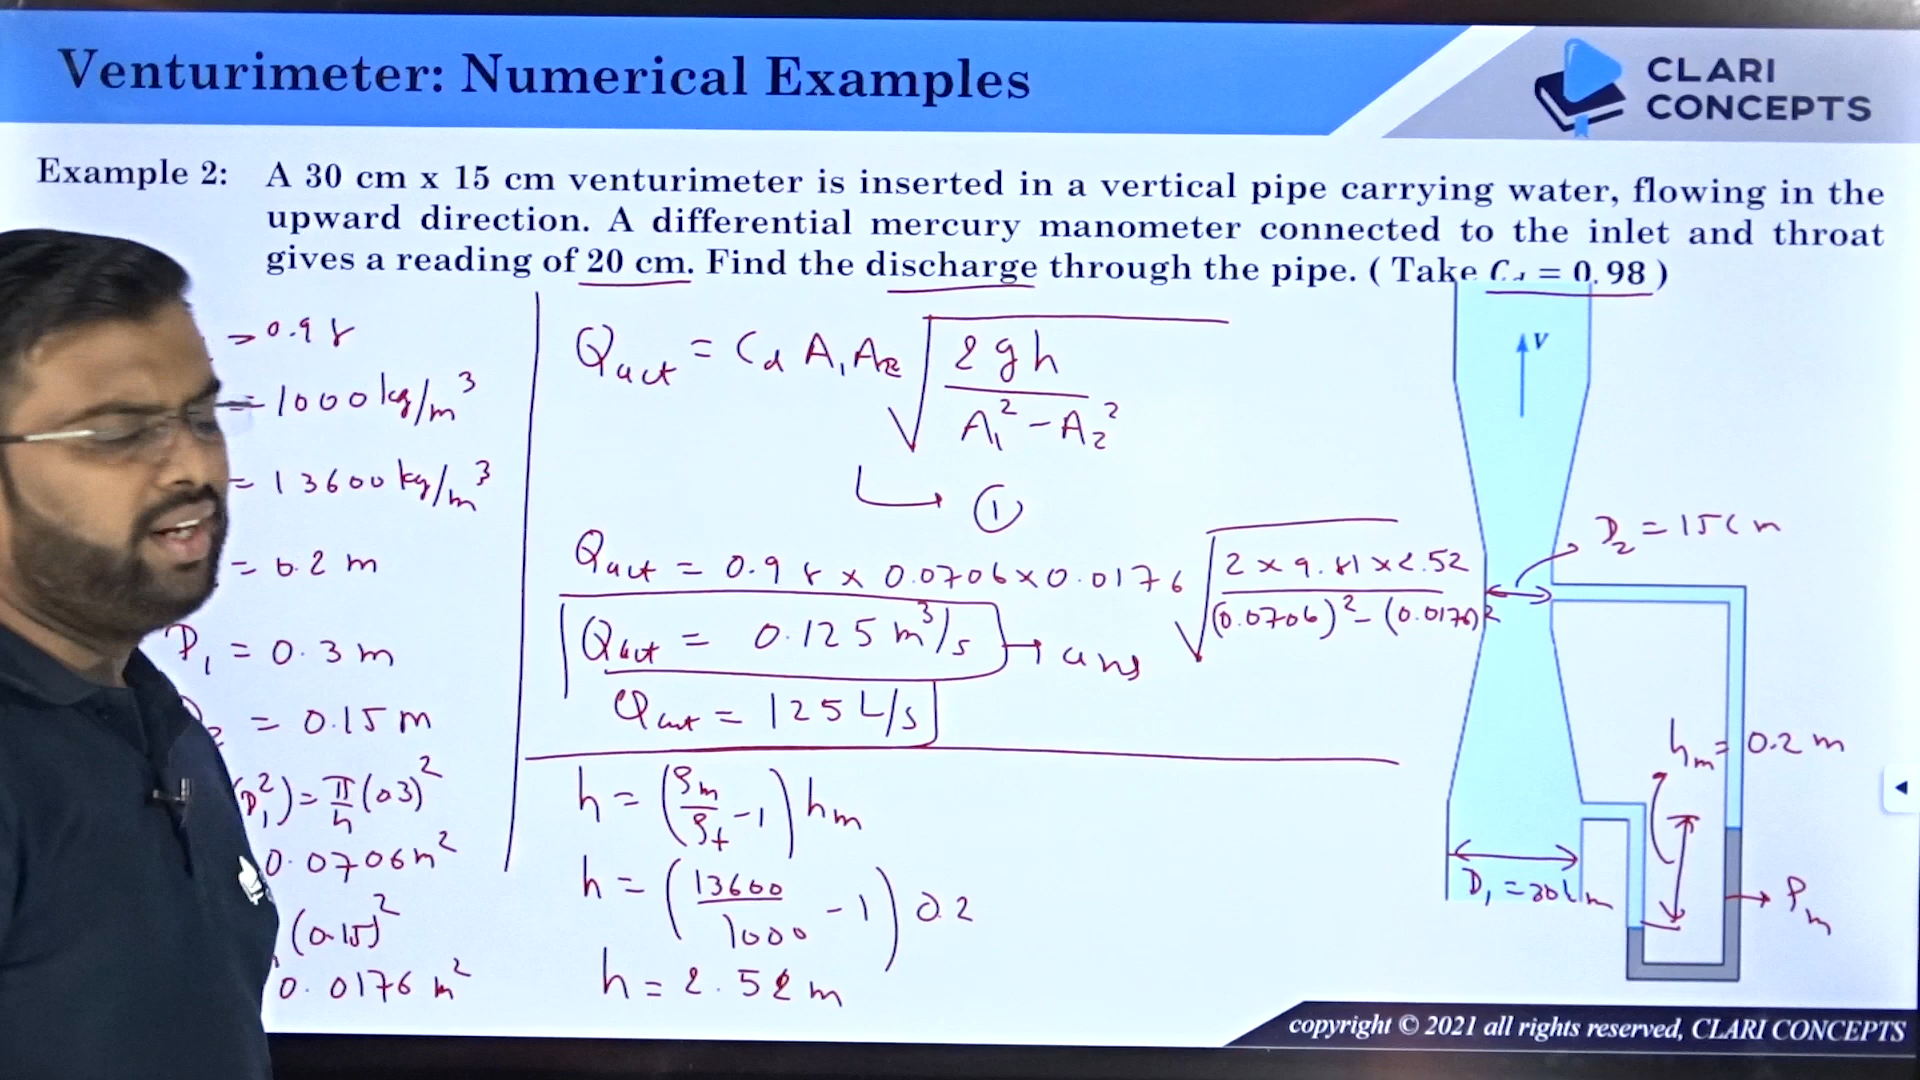 Venturimeter: Numerical Examples
CLARI
CONCEPTS
Example 2: A 30 cm x 15 cm venturimeter is inserted in a vertical pipe carrying water, flowing in the
upward direction. A differential mercury manometer connected to the inlet and throat
gives a reading of 20 cm. Find the discharge through the pipe. ( Take = 0.98 )
= 1000 kg/m³
= 13600 kg/m³
= 0.2 m
D₁ = 0.3 m
= 0.15 m
0.0706 m²
(0.15)²
0.0176 m²
Qact = Cd A₁ A₂ √(2gh / A₁² − A₂²)
①
Qact = 0.98 × 0.0706 × 0.0176 √(2 × 9.81 × 2.52 / (0.0706)² − (0.0176)²)
Qact = 0.125 m³/s → ans
Qact = 125 L/s
h = (ρm/ρf − 1) hm
h = (13600/1000 − 1) 0.2
h = 2.52 m
V
D₂ = 15 cm
hm = 0.2 m
D₁ = 30 cm
ρm
copyright © 2021 all rights reserved, CLARI CONCEPTS